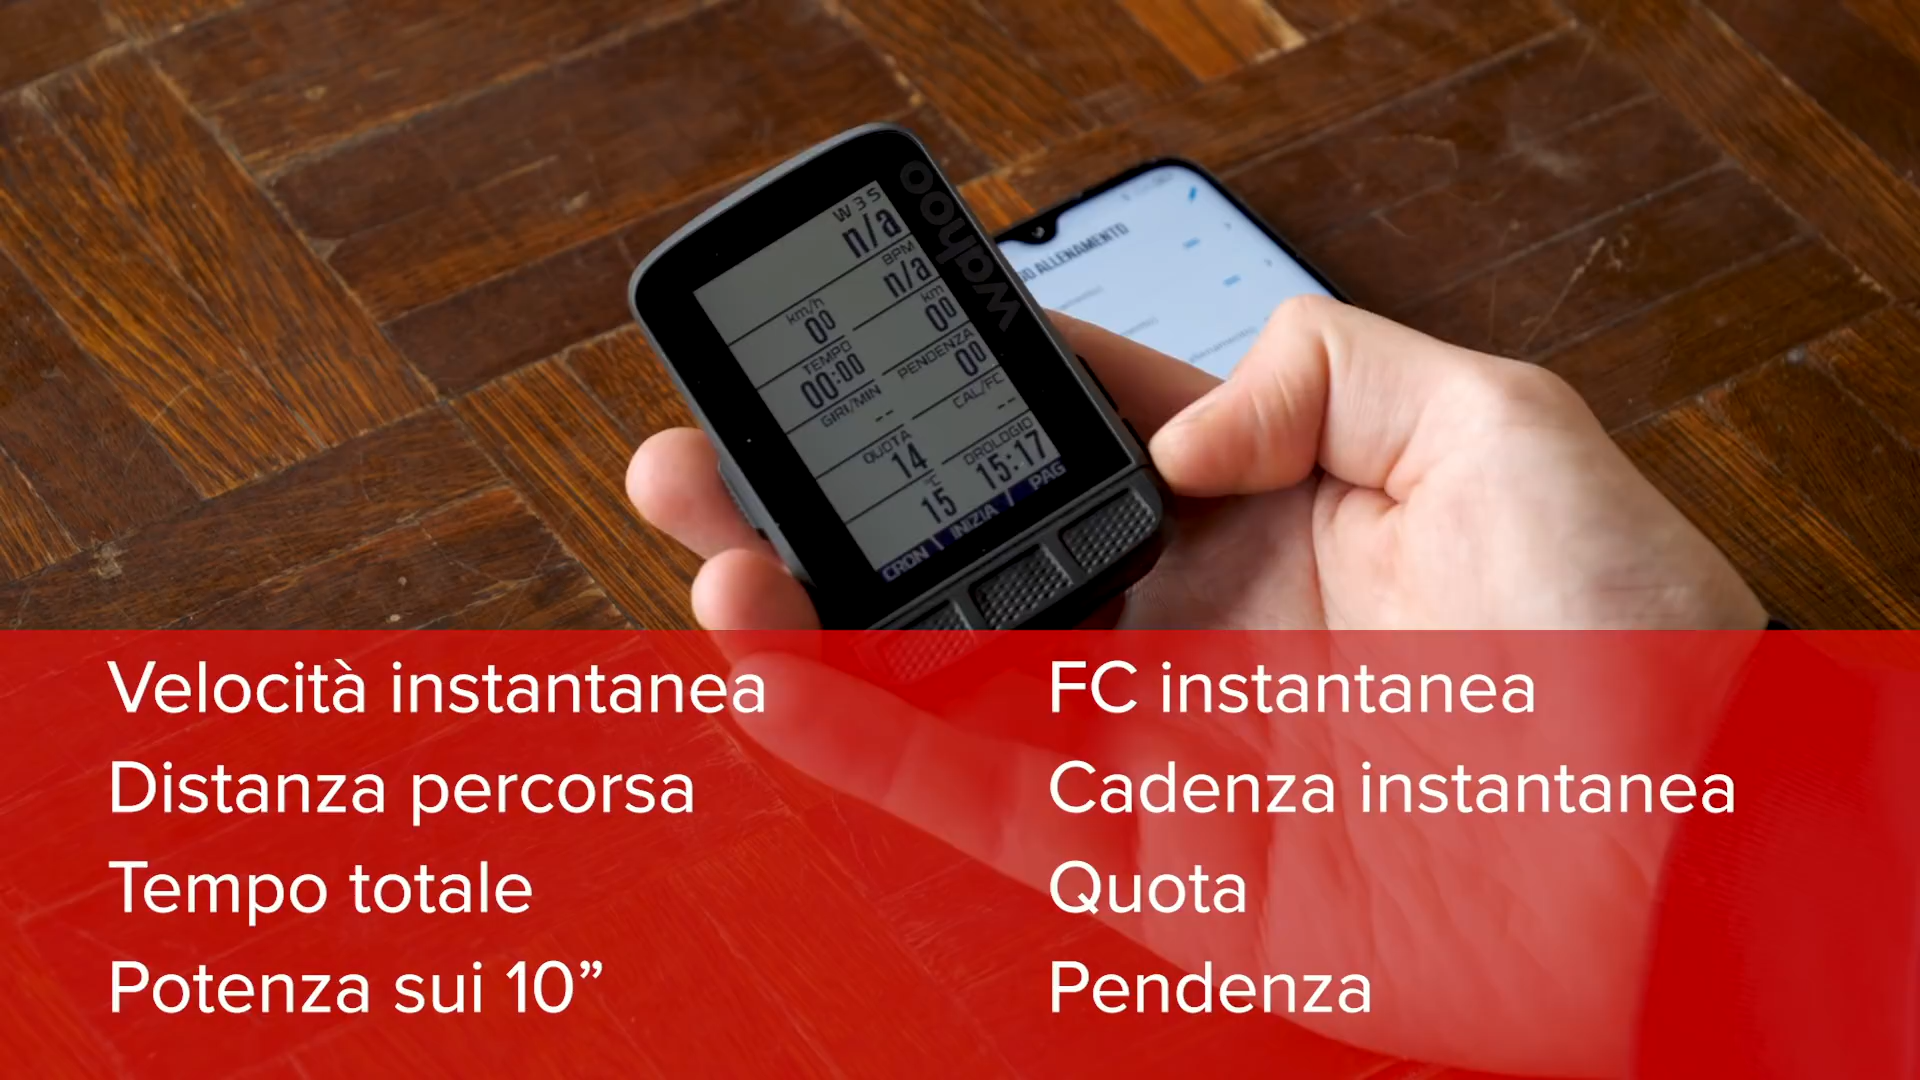 wahoo
W 3S
n/a
BPM
n/a
km/h
00
km
00
TEMPO
00:00
PENDENZA
00
GIRI/MIN
--
CAL/FC
--
QUOTA
14
OROLOGIO
15:17
°C
15
CRON \ INIZIA / PAG
ALLENAMENTO
Velocità instantanea
Distanza percorsa
Tempo totale
Potenza sui 10”
FC instantanea
Cadenza instantanea
Quota
Pendenza